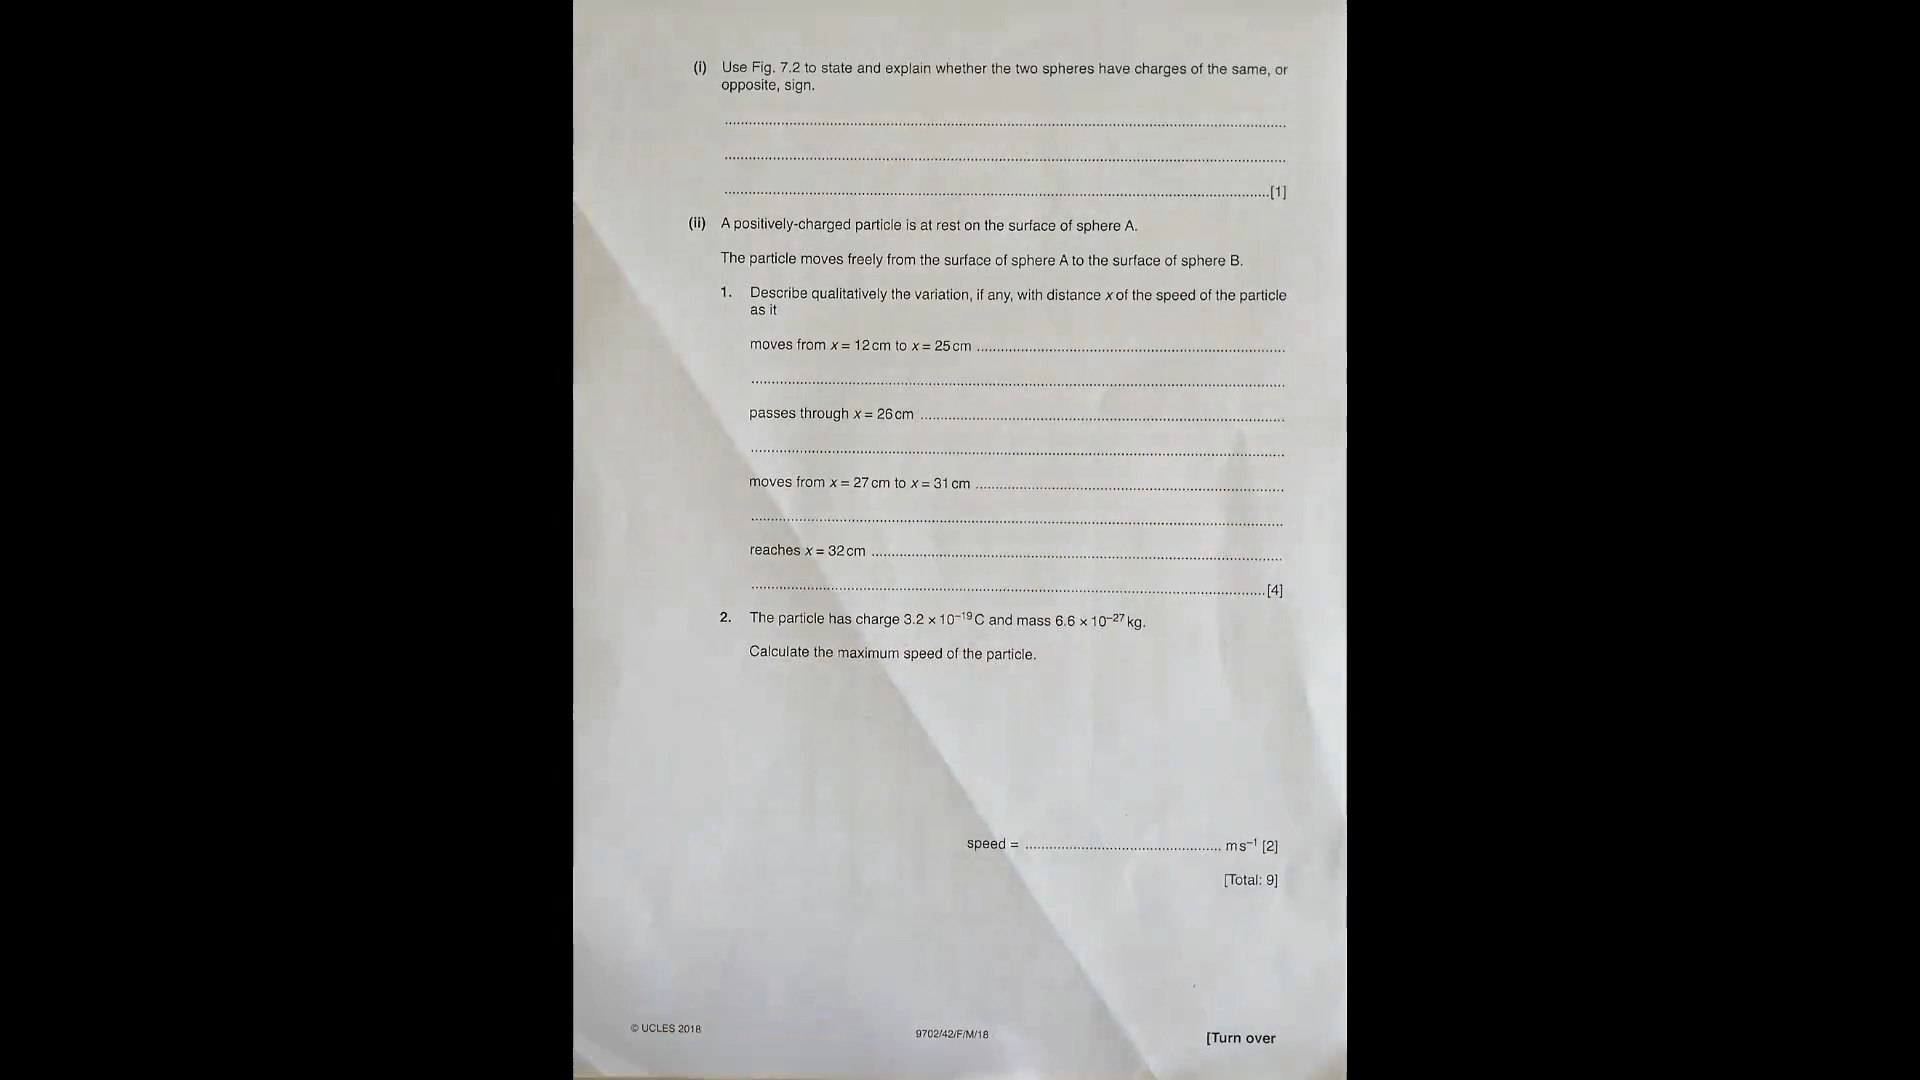 (i) Use Fig. 7.2 to state and explain whether the two spheres have charges of the same, or
opposite, sign.
[1]
(ii) A positively-charged particle is at rest on the surface of sphere A.
The particle moves freely from the surface of sphere A to the surface of sphere B.
1. Describe qualitatively the variation, if any, with distance x of the speed of the particle
as it
moves from x = 12 cm to x = 25 cm
passes through x = 26 cm
moves from x = 27 cm to x = 31 cm
reaches x = 32 cm
[4]
2. The particle has charge 3.2 × 10⁻¹⁹ C and mass 6.6 × 10⁻²⁷ kg.
Calculate the maximum speed of the particle.
speed = ........................................ m s⁻¹ [2]
[Total: 9]
© UCLES 2018 9702/42/F/M/18 [Turn over